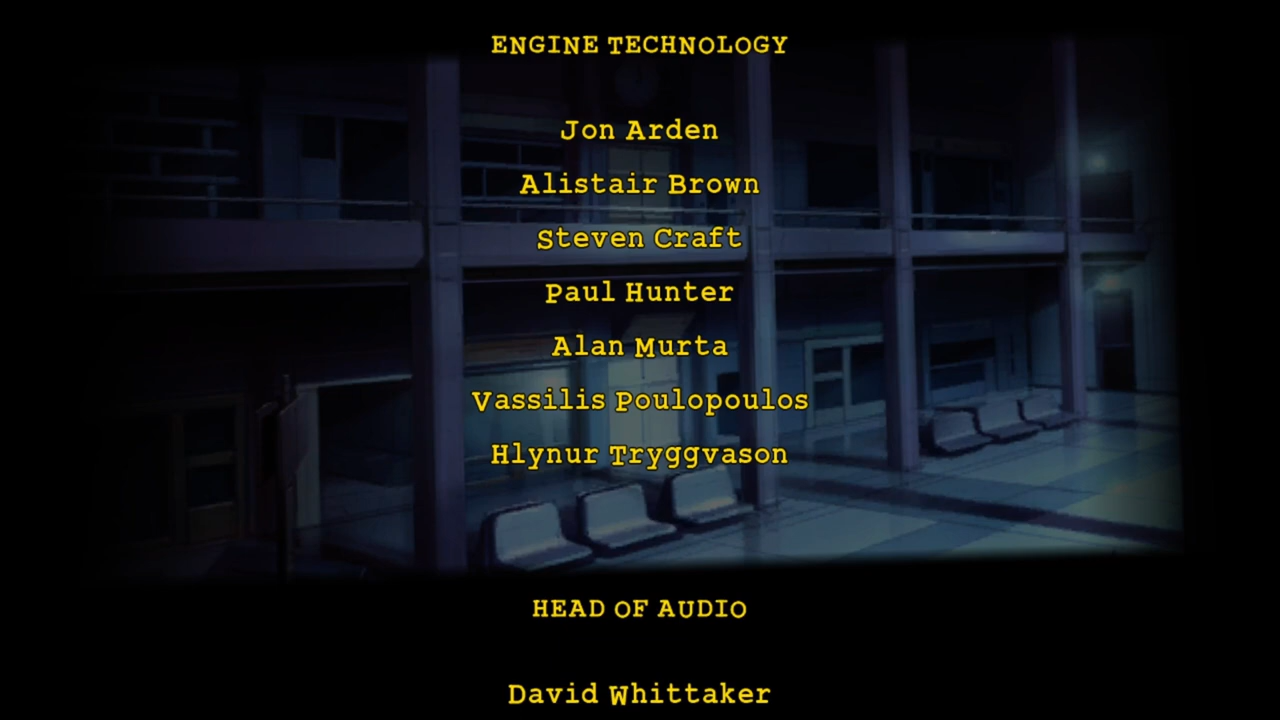 ENGINE TECHNOLOGY
Jon Arden
Alistair Brown
Steven Craft
Paul Hunter
Alan Murta
Vassilis Poulopoulos
Hlynur Tryggvason
HEAD OF AUDIO
David Whittaker